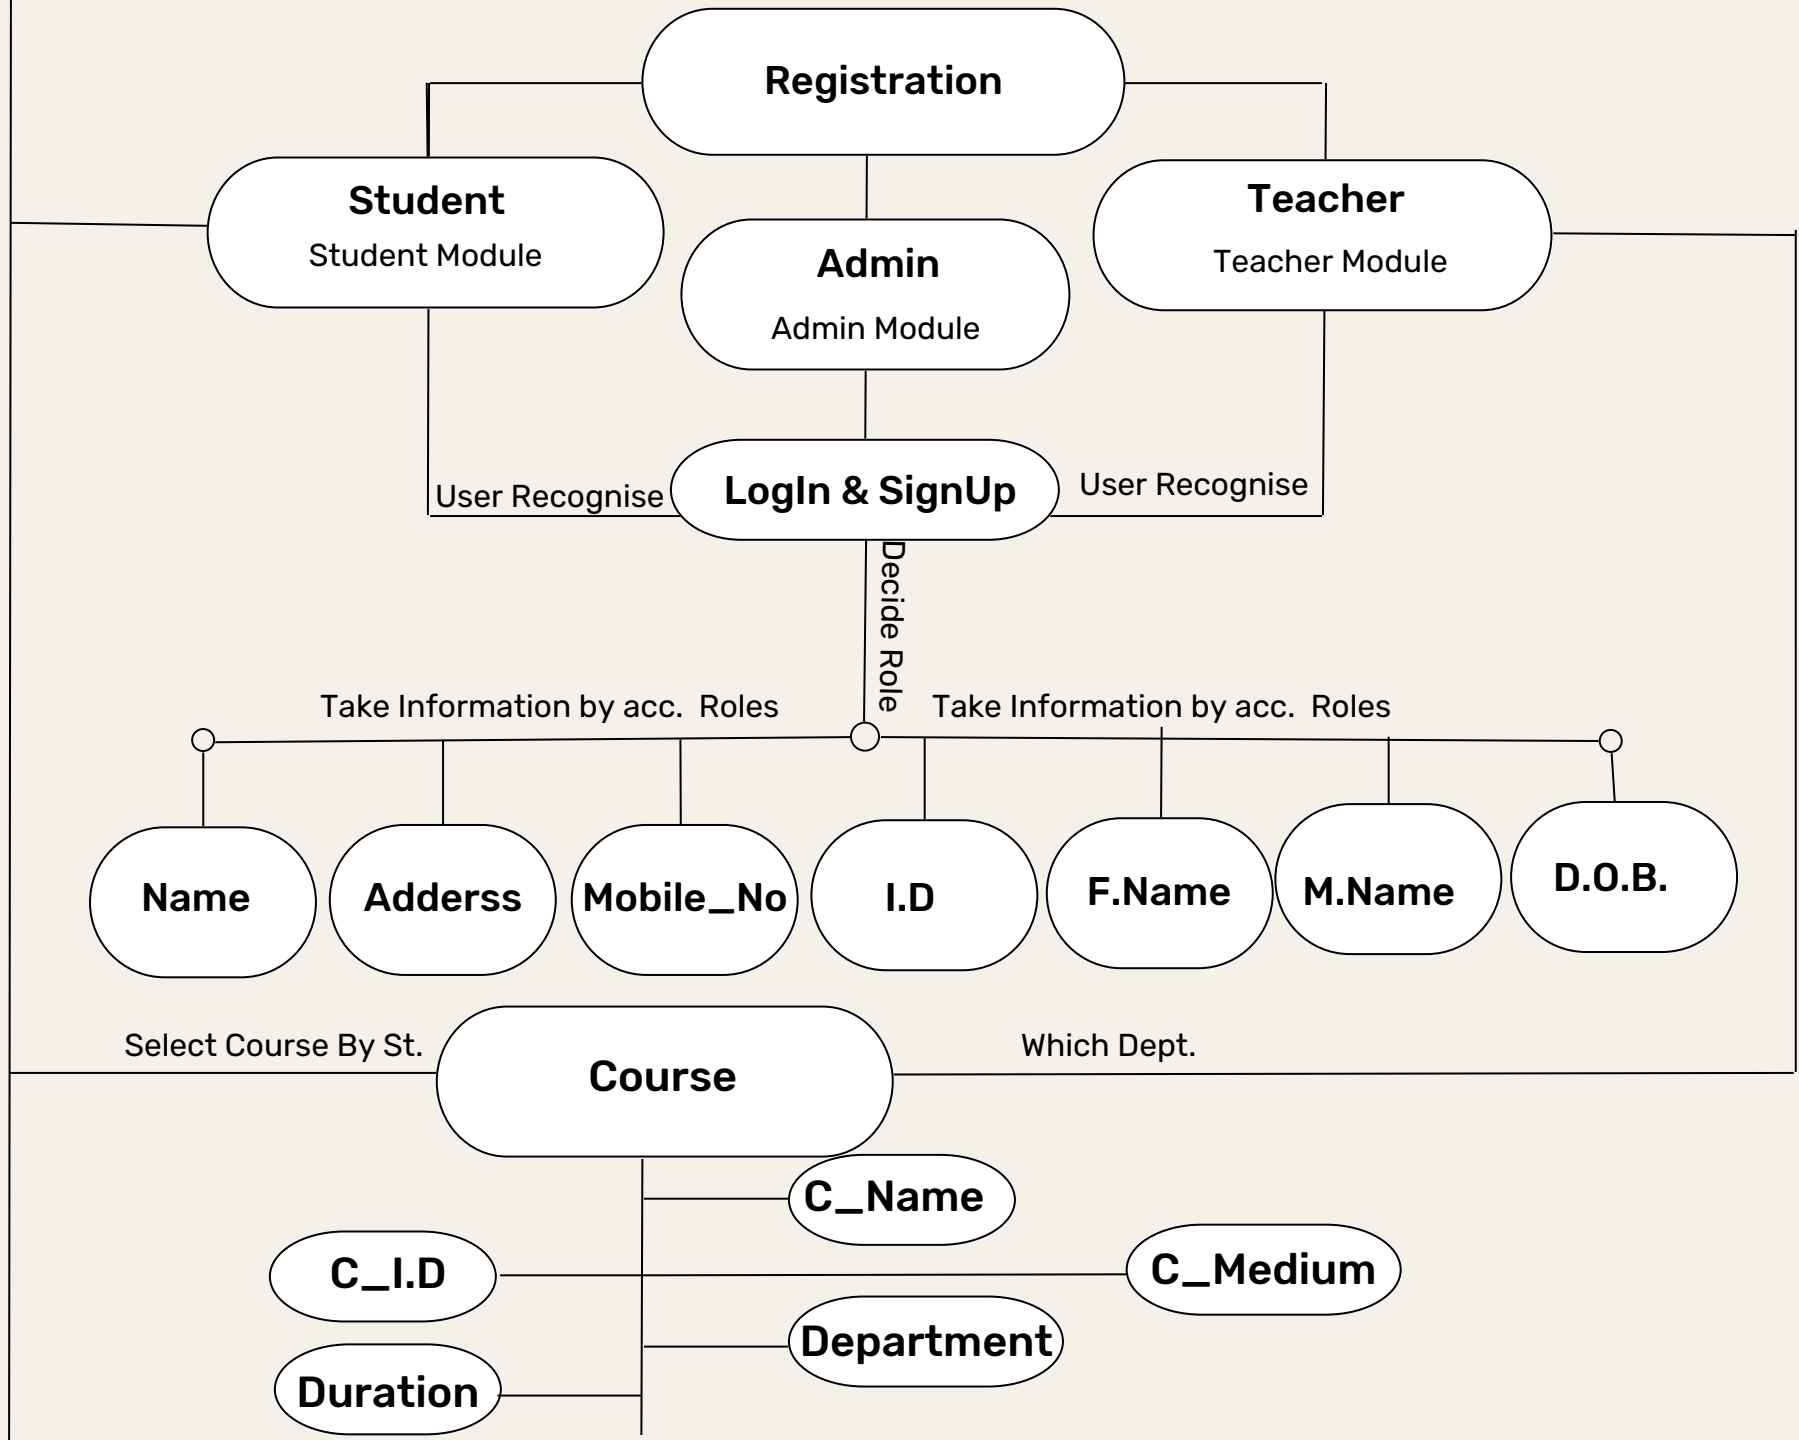 Registration
Student
Student Module
Teacher
Teacher Module
Admin
Admin Module
User Recognise
LogIn & SignUp
User Recognise
Decide Role
Take Information by acc. Roles
Take Information by acc. Roles
Name
Adderss
Mobile_No
I.D
F.Name
M.Name
D.O.B.
Select Course By St.
Course
Which Dept.
C_Name
C_I.D
C_Medium
Department
Duration